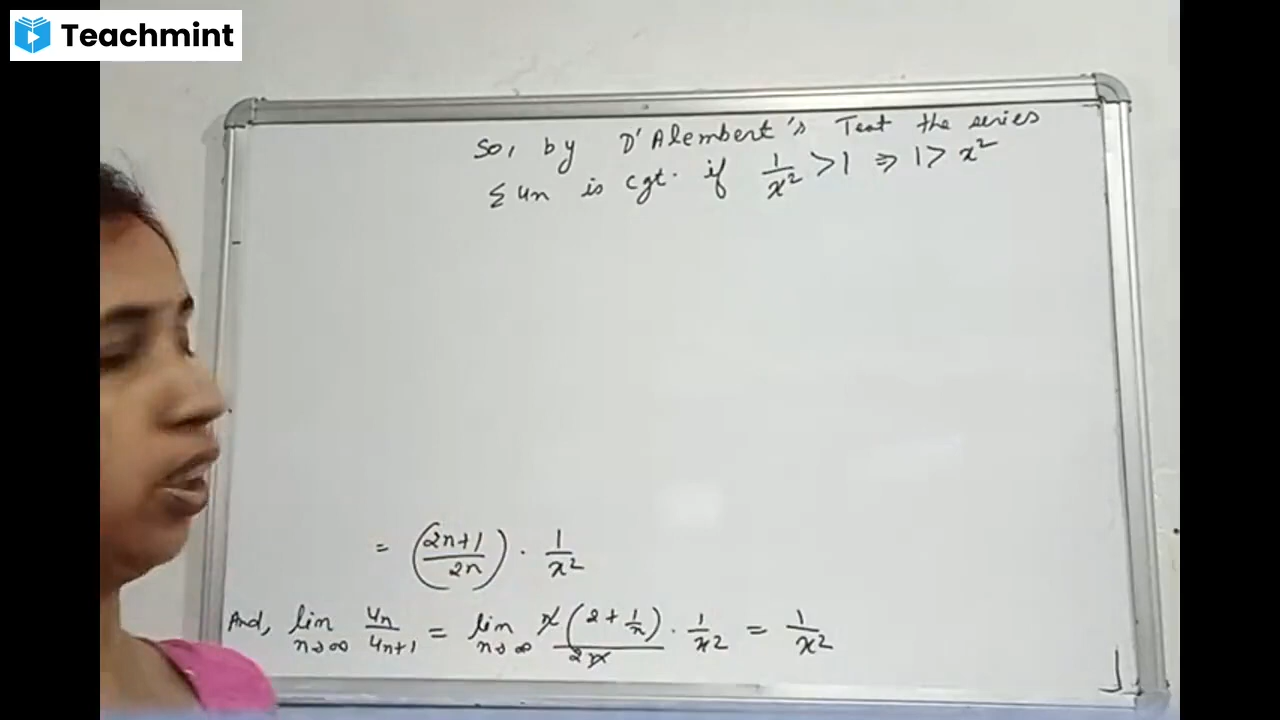 Teachmint
So, by D'Alembert's Test the series
Σ un is cgt. if 1/x² > 1 ⇒ 1 > x²
= ((2n+1)/2n) · 1/x²
And, lim n→∞ un/un+1 = lim n→∞ n(2 + 1/n)/2n · 1/x² = 1/x²